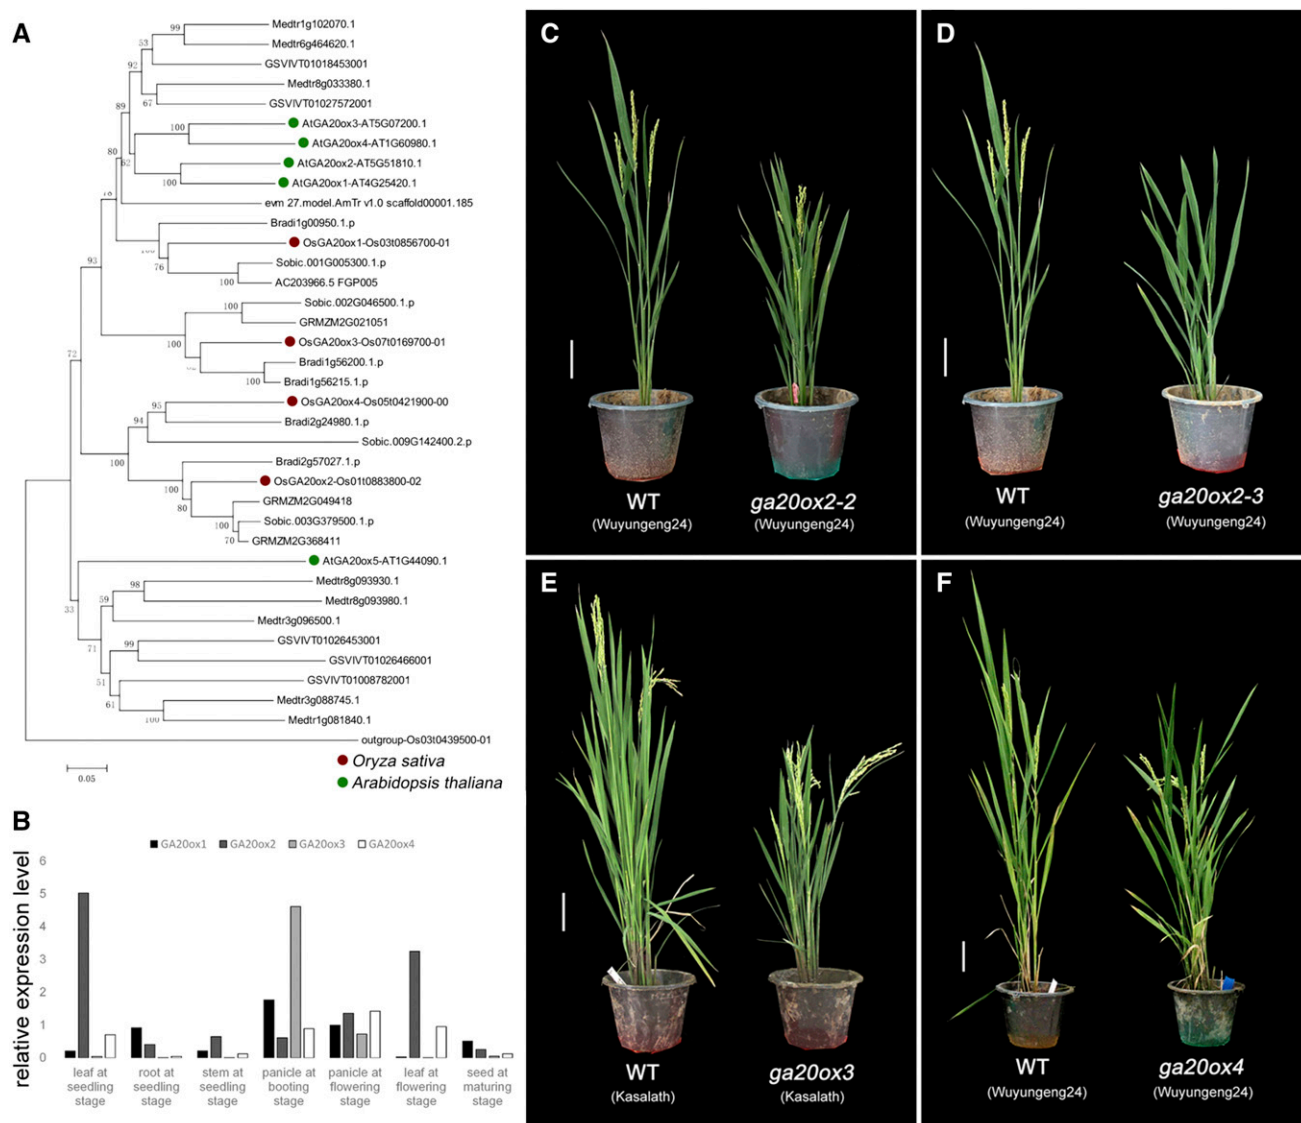 A
Medtr1g102070.1
Medtr6g464620.1
GSVIVT01018453001
Medtr8g033380.1
GSVIVT01027572001
AtGA20ox3-AT5G07200.1
AtGA20ox4-AT1G60980.1
AtGA20ox2-AT5G51810.1
AtGA20ox1-AT4G25420.1
evm 27.model.AmTr v1.0 scaffold00001.185
Bradi1g00950.1.p
OsGA20ox1-Os03t0856700-01
Sobic.001G005300.1.p
AC203966.5 FGP005
Sobic.002G046500.1.p
GRMZM2G021051
OsGA20ox3-Os07t0169700-01
Bradi1g56200.1.p
Bradi1g56215.1.p
OsGA20ox4-Os05t0421900-00
Bradi2g24980.1.p
Sobic.009G142400.2.p
Bradi2g57027.1.p
OsGA20ox2-Os01t0883800-02
GRMZM2G049418
Sobic.003G379500.1.p
GRMZM2G368411
AtGA20ox5-AT1G44090.1
Medtr8g093930.1
Medtr8g093980.1
Medtr3g096500.1
GSVIVT01026453001
GSVIVT01026466001
GSVIVT01008782001
Medtr3g088745.1
Medtr1g081840.1
outgroup-Os03t0439500-01
99
53
92
67
89
100
80
62
100
93
76
100
100
100
100
72
95
94
100
100
80
100
70
33
98
59
71
99
51
61
100
0.05
Oryza sativa
Arabidopsis thaliana
B
GA20ox1 GA20ox2 GA20ox3 GA20ox4
relative expression level
6
5
4
3
2
1
0
leaf at seedling stage
root at seedling stage
stem at seedling stage
panicle at booting stage
panicle at flowering stage
leaf at flowering stage
seed at maturing stage
C
WT
(Wuyungeng24)
ga20ox2-2
(Wuyungeng24)
D
WT
(Wuyungeng24)
ga20ox2-3
(Wuyungeng24)
E
WT
(Kasalath)
ga20ox3
(Kasalath)
F
WT
(Wuyungeng24)
ga20ox4
(Wuyungeng24)